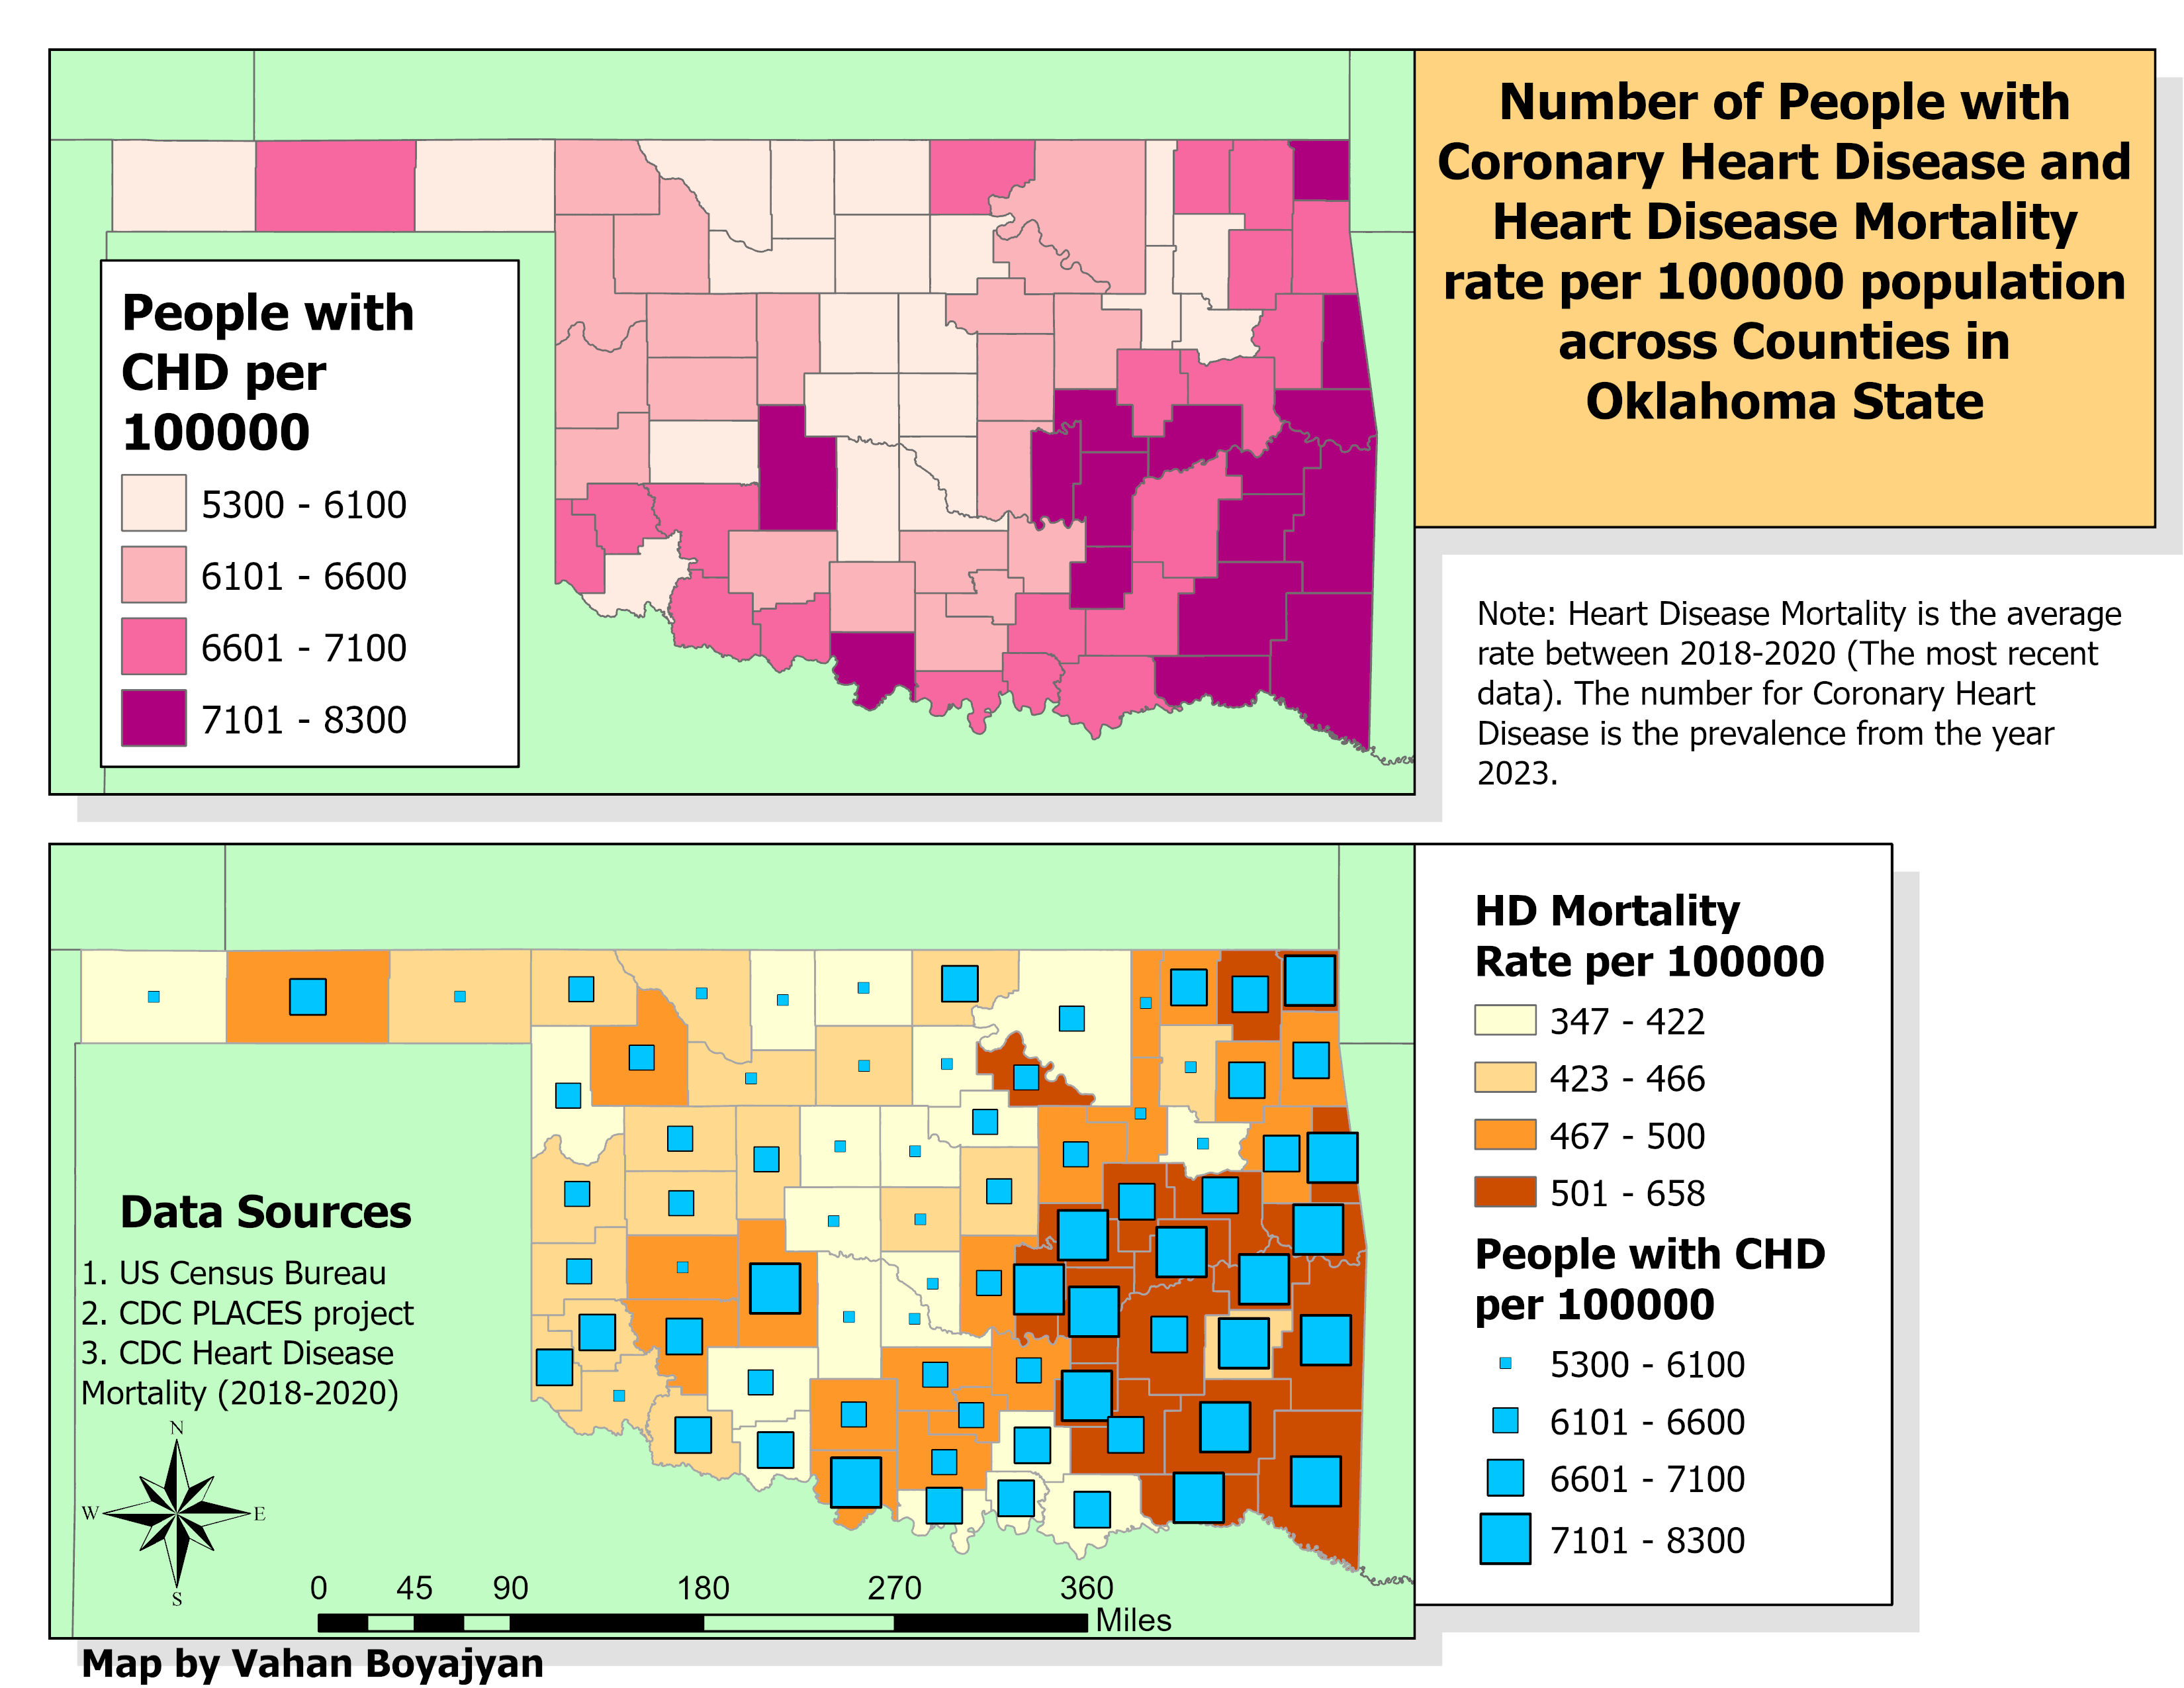 Number of People with
Coronary Heart Disease and
Heart Disease Mortality
rate per 100000 population
across Counties in
Oklahoma State
People with
CHD per
100000
5300 - 6100
6101 - 6600
6601 - 7100
7101 - 8300
Note: Heart Disease Mortality is the average
rate between 2018-2020 (The most recent
data). The number for Coronary Heart
Disease is the prevalence from the year
2023.
HD Mortality
Rate per 100000
347 - 422
423 - 466
467 - 500
501 - 658
People with CHD
per 100000
5300 - 6100
6101 - 6600
6601 - 7100
7101 - 8300
Data Sources
1. US Census Bureau
2. CDC PLACES project
3. CDC Heart Disease
Mortality (2018-2020)
N
W E
S
0 45 90 180 270 360
Miles
Map by Vahan Boyajyan